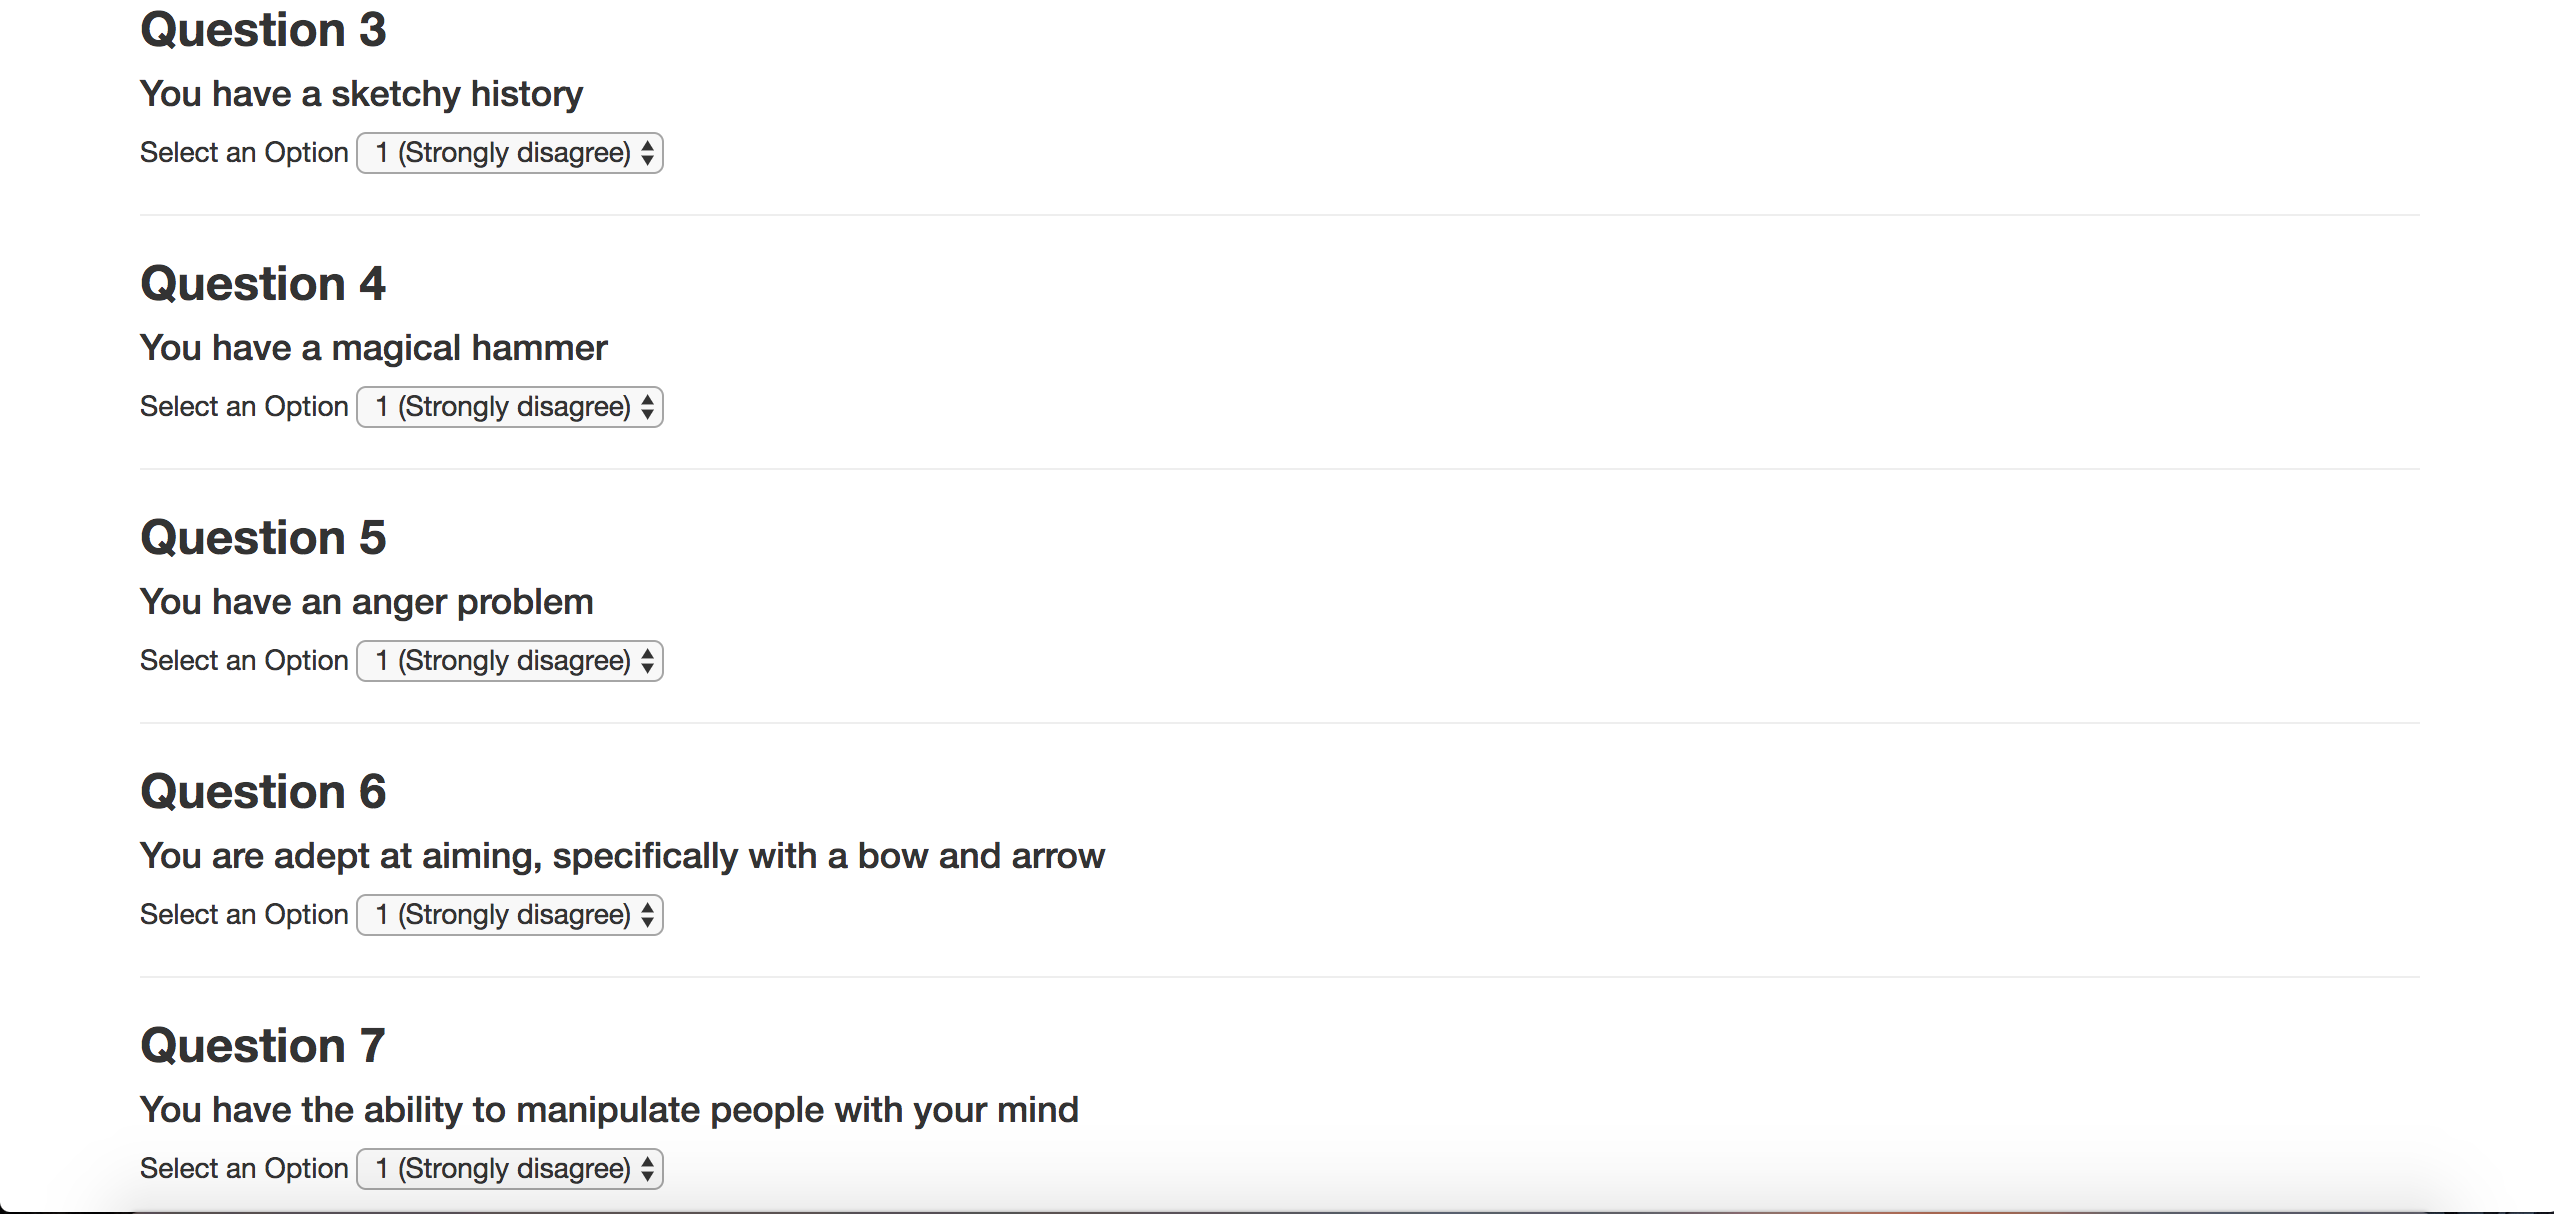 Question 3
You have a sketchy history
Select an Option 1 (Strongly disagree)
Question 4
You have a magical hammer
Select an Option 1 (Strongly disagree)
Question 5
You have an anger problem
Select an Option 1 (Strongly disagree)
Question 6
You are adept at aiming, specifically with a bow and arrow
Select an Option 1 (Strongly disagree)
Question 7
You have the ability to manipulate people with your mind
Select an Option 1 (Strongly disagree)